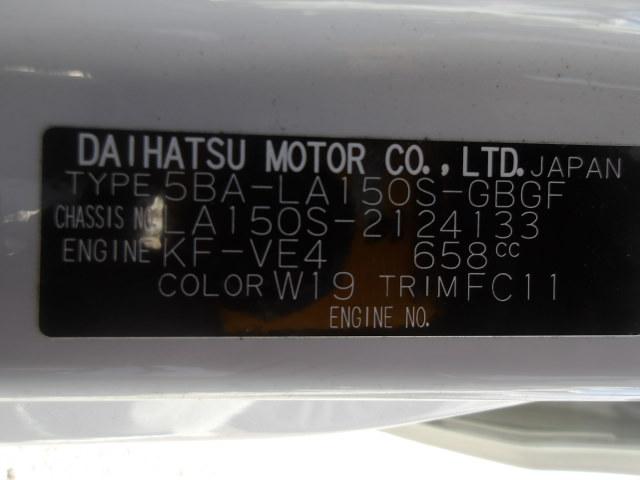 DAIHATSU MOTOR CO., LTD. JAPAN
TYPE 5BA-LA150S-GBGF
CHASSIS NO. LA150S-2124133
ENGINE KF-VE4 658cc
COLOR W19 TRIM FC11
ENGINE NO.